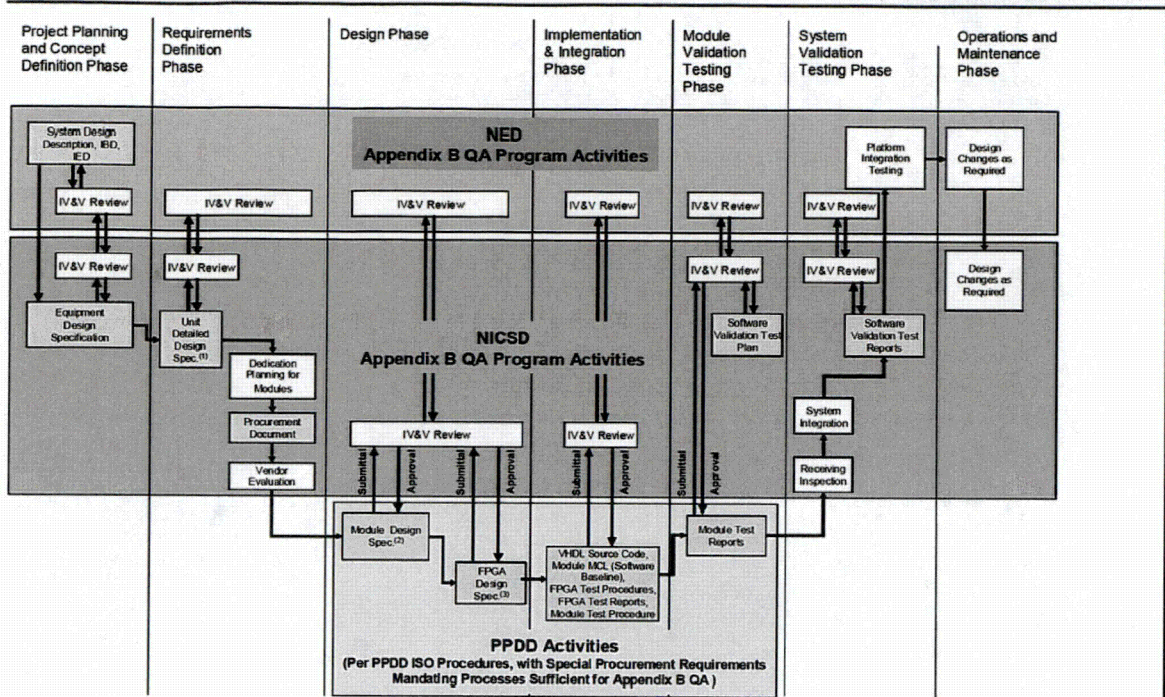 Project Planning
and Concept
Definition Phase
Requirements
Definition
Phase
Design Phase
Implementation
& Integration
Phase
Module
Validation
Testing
Phase
System
Validation
Testing Phase
Operations and
Maintenance
Phase
System Design
Description, IBD,
IED
NED
Appendix B QA Program Activities
Platform
Integration
Testing
Design
Changes as
Required
IV&V Review
IV&V Review
IV&V Review
IV&V Review
IV&V Review
IV&V Review
IV&V Review
IV&V Review
IV&V Review
IV&V Review
Design
Changes as
Required
Equipment
Design
Specification
Unit
Detailed
Design
Spec.(1)
NICSD
Appendix B QA Program Activities
Software
Validation Test
Plan
Software
Validation Test
Reports
Dedication
Planning for
Modules
Procurement
Document
Vendor
Evaluation
IV&V Review
IV&V Review
System
Integration
Receiving
Inspection
Submittal
Approval
Submittal
Approval
Submittal
Approval
Submittal
Approval
Module Design
Spec.(2)
FPGA
Design
Spec.(3)
VHDL Source Code,
Module MCL (Software
Baseline),
FPGA Test Procedures,
FPGA Test Reports,
Module Test Procedure
Module Test
Reports
PPDD Activities
(Per PPDD ISO Procedures, with Special Procurement Requirements
Mandating Processes Sufficient for Appendix B QA)